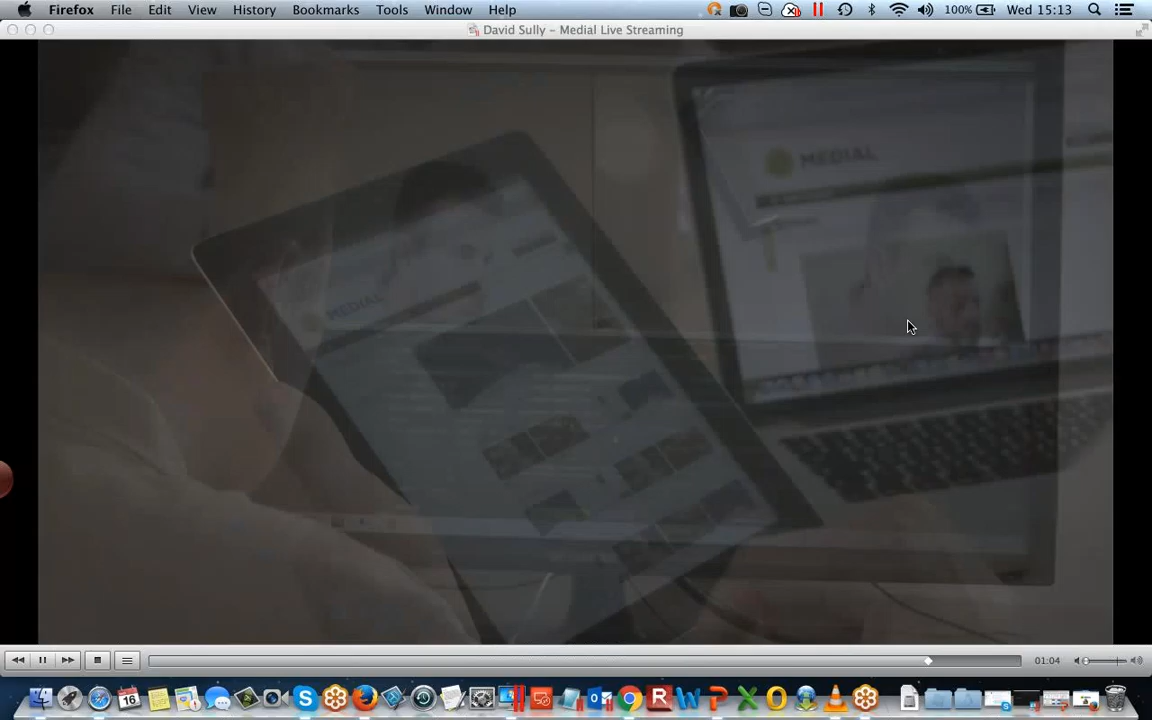 Firefox File Edit View History Bookmarks Tools Window Help 100% Wed 15:13
David Sully – Medial Live Streaming
MEDIAL
MEDIAL
01:04